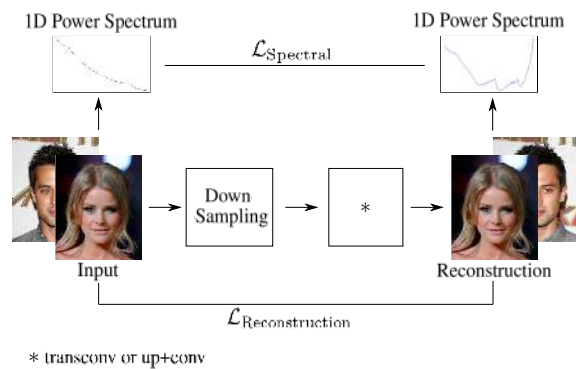 1D Power Spectrum
1D Power Spectrum
ℒSpectral
Down
Sampling
*
Input
Reconstruction
ℒReconstruction
* transconv or up+conv